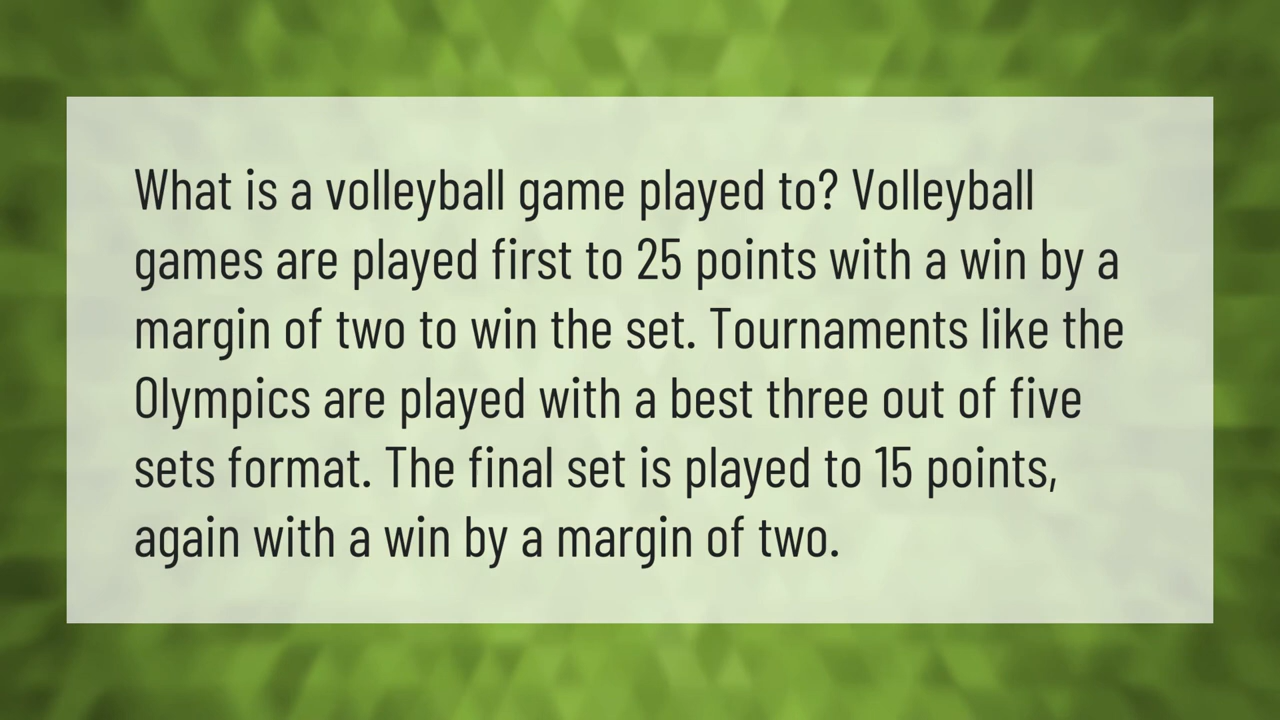 What is a volleyball game played to? Volleyball
games are played first to 25 points with a win by a
margin of two to win the set. Tournaments like the
Olympics are played with a best three out of five
sets format. The final set is played to 15 points,
again with a win by a margin of two.